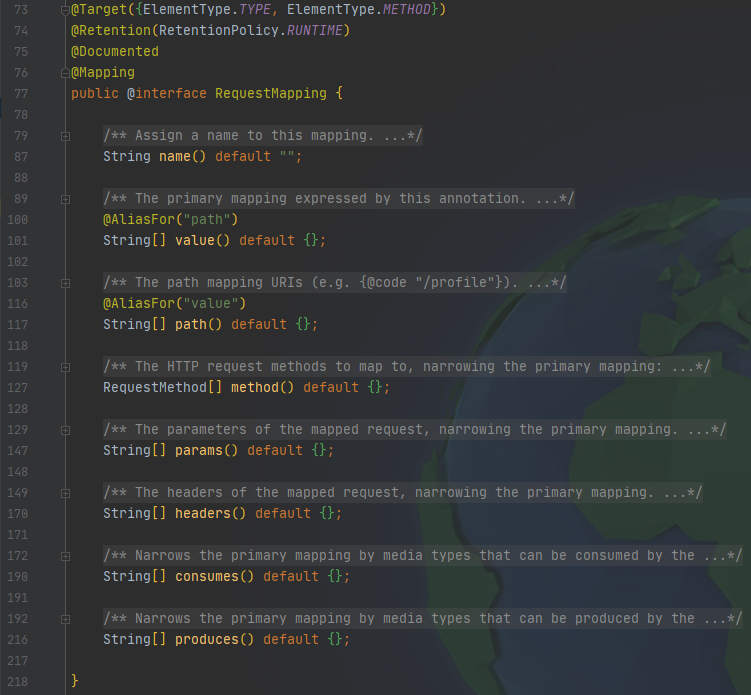 73 @Target({ElementType.TYPE, ElementType.METHOD})
74 @Retention(RetentionPolicy.RUNTIME)
75 @Documented
76 @Mapping
77 public @interface RequestMapping {
78
79 /** Assign a name to this mapping. ...*/
87 String name() default "";
88
89 /** The primary mapping expressed by this annotation. ...*/
100 @AliasFor("path")
101 String[] value() default {};
102
103 /** The path mapping URIs (e.g. {@code "/profile"}). ...*/
116 @AliasFor("value")
117 String[] path() default {};
118
119 /** The HTTP request methods to map to, narrowing the primary mapping: ...*/
127 RequestMethod[] method() default {};
128
129 /** The parameters of the mapped request, narrowing the primary mapping. ...*/
147 String[] params() default {};
148
149 /** The headers of the mapped request, narrowing the primary mapping. ...*/
170 String[] headers() default {};
171
172 /** Narrows the primary mapping by media types that can be consumed by the ...*/
190 String[] consumes() default {};
191
192 /** Narrows the primary mapping by media types that can be produced by the ...*/
216 String[] produces() default {};
217
218 }